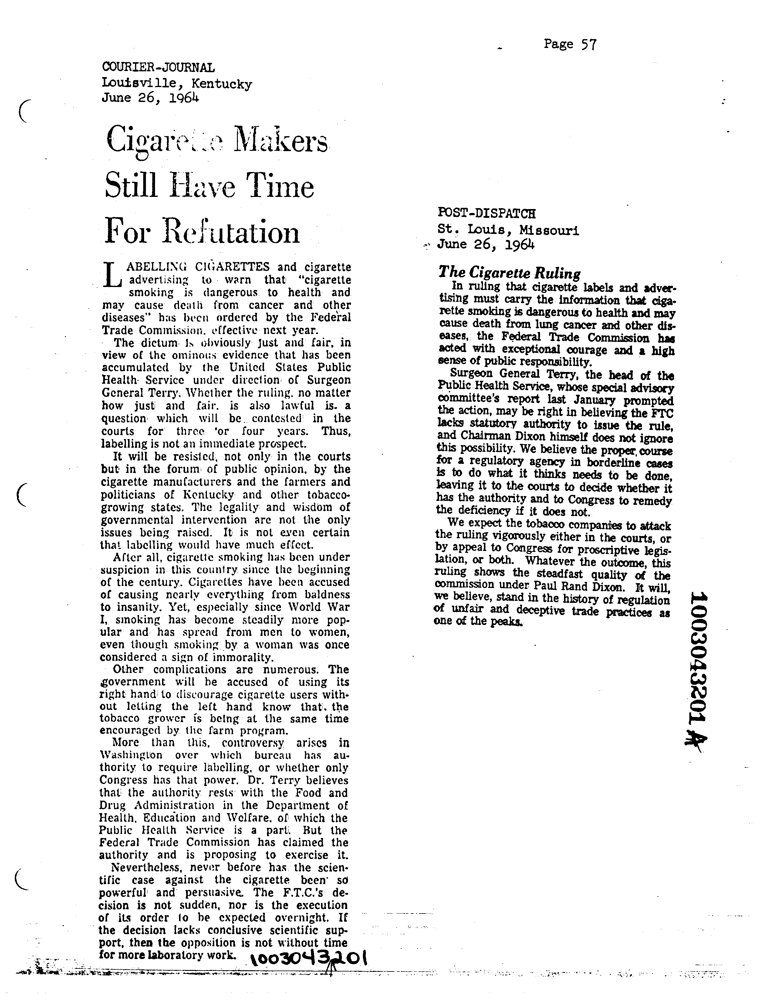 Page 57
COURIER-JOURNAL
Louisville, Kentucky
June 26, 1964
Cigarette Makers
Still Have Time
For Refutation
LABELLING CIGARETTES and cigarette
advertising to warn that "cigarette
smoking is dangerous to health and
may cause death from cancer and other
diseases" has been ordered by the Federal
Trade Commission, effective next year.
The dictum is obviously just and fair, in
view of the ominous evidence that has been
accumulated by the United States Public
Health Service under direction of Surgeon
General Terry. Whether the ruling, no matter
how just and fair, is also lawful is a
question which will be contested in the
courts for three or four years. Thus,
labelling is not an immediate prospect.
It will be resisted, not only in the courts
but in the forum of public opinion, by the
cigarette manufacturers and the farmers and
politicians of Kentucky and other tobacco-
growing states. The legality and wisdom of
governmental intervention are not the only
issues being raised. It is not even certain
that labelling would have much effect.
After all, cigarette smoking has been under
suspicion in this country since the beginning
of the century. Cigarettes have been accused
of causing nearly everything from baldness
to insanity. Yet, especially since World War
I, smoking has become steadily more pop-
ular and has spread from men to women,
even though smoking by a woman was once
considered a sign of immorality.
Other complications are numerous. The
government will be accused of using its
right hand to discourage cigarette users with-
out letting the left hand know that the
tobacco grower is being at the same time
encouraged by the farm program.
More than this, controversy arises in
Washington over which bureau has au-
thority to require labelling, or whether only
Congress has that power. Dr. Terry believes
that the authority rests with the Food and
Drug Administration in the Department of
Health, Education and Welfare, of which the
Public Health Service is a part. But the
Federal Trade Commission has claimed the
authority and is proposing to exercise it.
Nevertheless, never before has the scien-
tific case against the cigarette been so
powerful and persuasive. The F.T.C.'s de-
cision is not sudden, nor is the execution
of its order to be expected overnight. If
the decision lacks conclusive scientific sup-
port, then the opposition is not without time
for more laboratory work.
1003043201
POST-DISPATCH
St. Louis, Missouri
June 26, 1964
The Cigarette Ruling
In ruling that cigarette labels and adver-
tising must carry the information that ciga-
rette smoking is dangerous to health and may
cause death from lung cancer and other dis-
eases, the Federal Trade Commission has
acted with exceptional courage and a high
sense of public responsibility.
Surgeon General Terry, the head of the
Public Health Service, whose special advisory
committee's report last January prompted
the action, may be right in believing the FTC
lacks statutory authority to issue the rule,
and Chairman Dixon himself does not ignore
this possibility. We believe the proper course
for a regulatory agency in borderline cases
is to do what it thinks needs to be done,
leaving it to the courts to decide whether it
has the authority and to Congress to remedy
the deficiency if it does not.
We expect the tobacco companies to attack
the ruling vigorously either in the courts, or
by appeal to Congress for proscriptive legis-
lation, or both. Whatever the outcome, this
ruling shows the steadfast quality of the
commission under Paul Rand Dixon. It will,
we believe, stand in the history of regulation
of unfair and deceptive trade practices as
one of the peaks.
1003043201 A